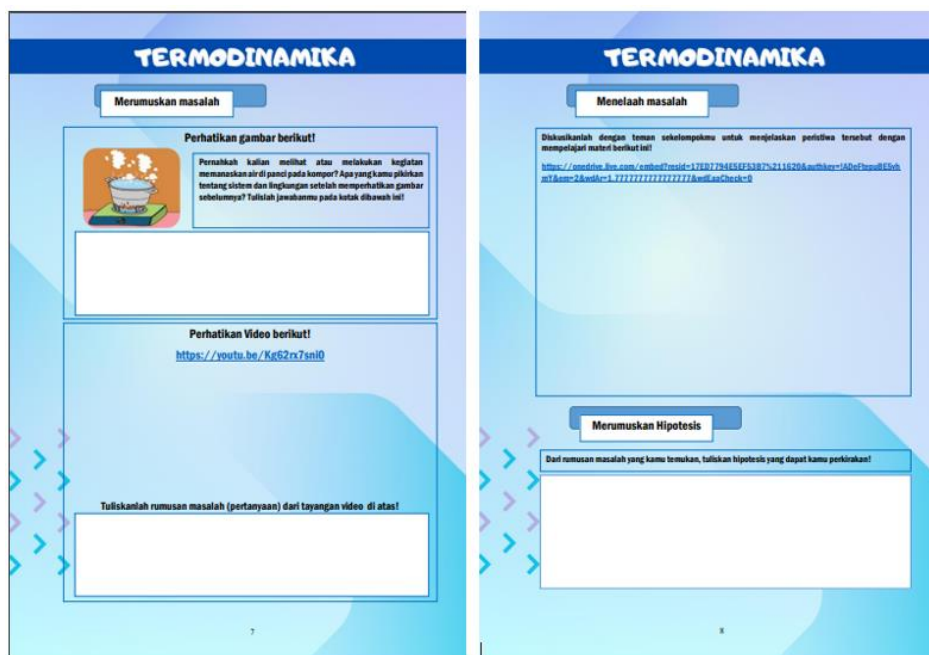 TERMODINAMIKA
Merumuskan masalah
Perhatikan gambar berikut!
Pernahkah kalian melihat atau melakukan kegiatan
memanaskan air di panci pada kompor? Apa yang kamu pikirkan
tentang sistem dan lingkungan setelah memperhatikan gambar
sebelumnya? Tulislah jawabanmu pada kotak dibawah ini!
Perhatikan Video berikut!
https://youtu.be/Kg62rx7sni0
Tuliskanlah rumusan masalah (pertanyaan) dari tayangan video di atas!
7
TERMODINAMIKA
Menelaah masalah
Diskusikanlah dengan teman sekelompokmu untuk menjelaskan peristiwa tersebut dengan
mempelajari materi berikut ini!
Merumuskan Hipotesis
Dari rumusan masalah yang kamu temukan, tuliskan hipotesis yang dapat kamu perkirakan!
8